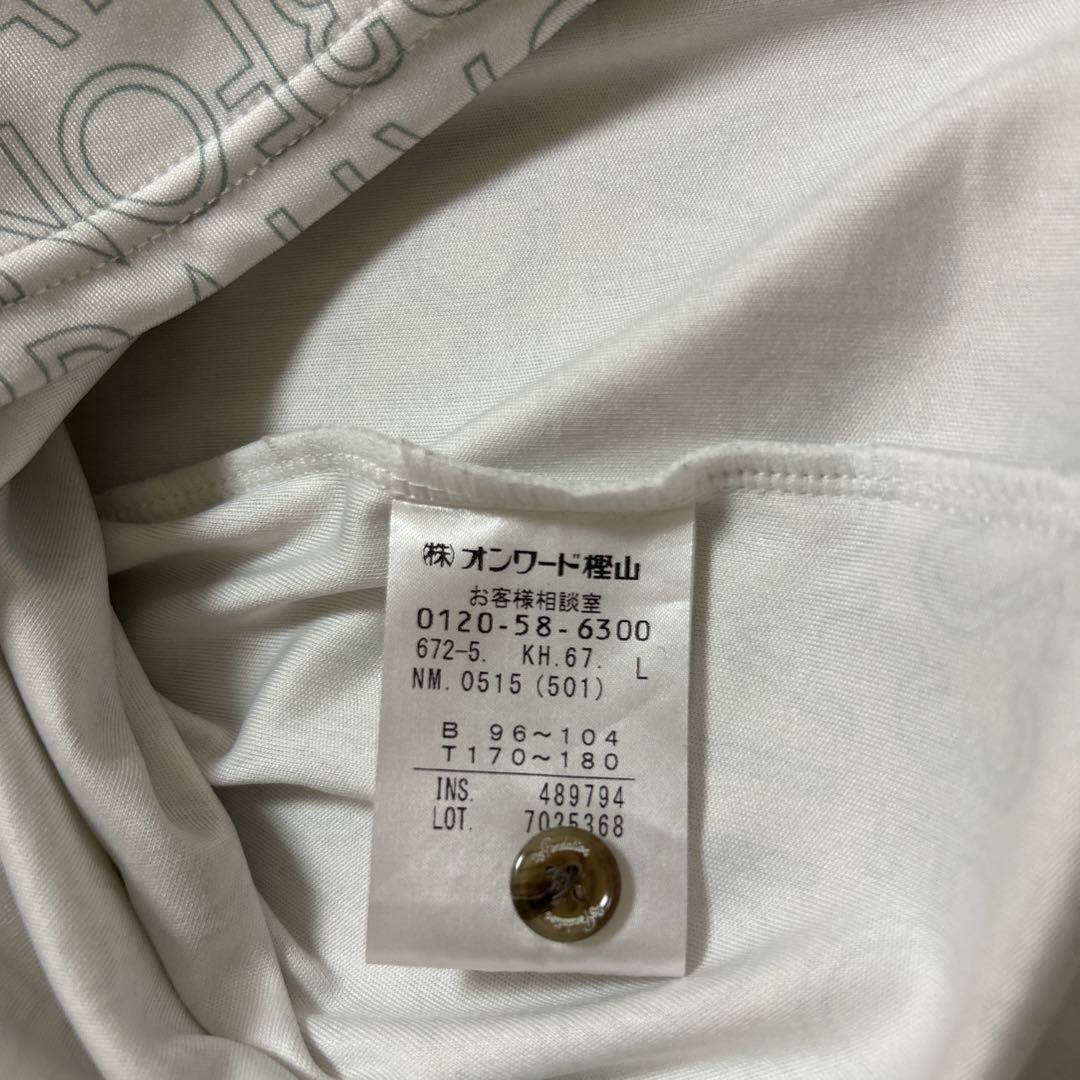 ㈱オンワード樫山
お客様相談室
0120-58-6300
672-5. KH.67. L
NM. 0515 (501)
B 96～104
T170～180
INS. 489794
LOT. 7025368